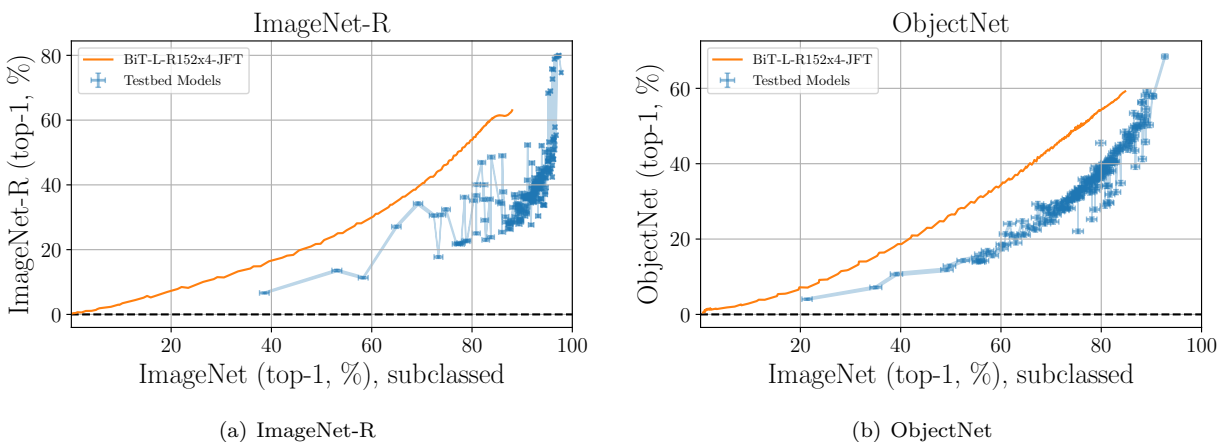 ImageNet-R
ImageNet-R (top-1, %)
80
60
40
20
0
BiT-L-R152x4-JFT
Testbed Models
20 40 60 80 100
ImageNet (top-1, %), subclassed
(a) ImageNet-R
ObjectNet
ObjectNet (top-1, %)
60
40
20
0
BiT-L-R152x4-JFT
Testbed Models
20 40 60 80 100
ImageNet (top-1, %), subclassed
(b) ObjectNet